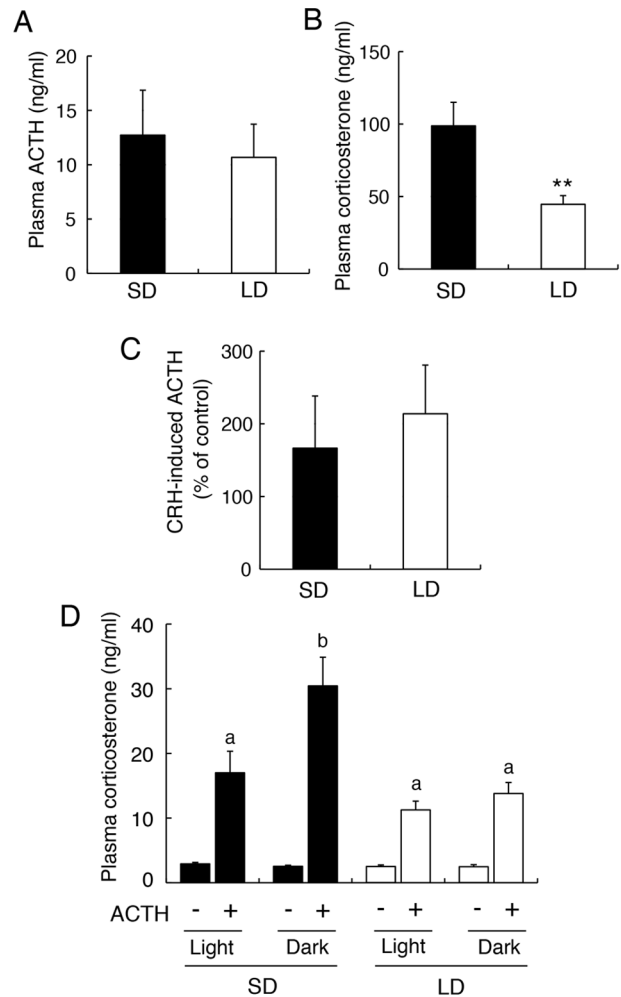 A
Plasma ACTH (ng/ml)
20
15
10
5
0
SD LD
B
Plasma corticosterone (ng/ml)
150
100
50
0
**
SD LD
C
CRH-induced ACTH
(% of control)
300
200
100
0
SD LD
D
Plasma corticosterone (ng/ml)
40
30
20
10
0
a b a a
ACTH - + - + - + - +
Light Dark Light Dark
SD LD